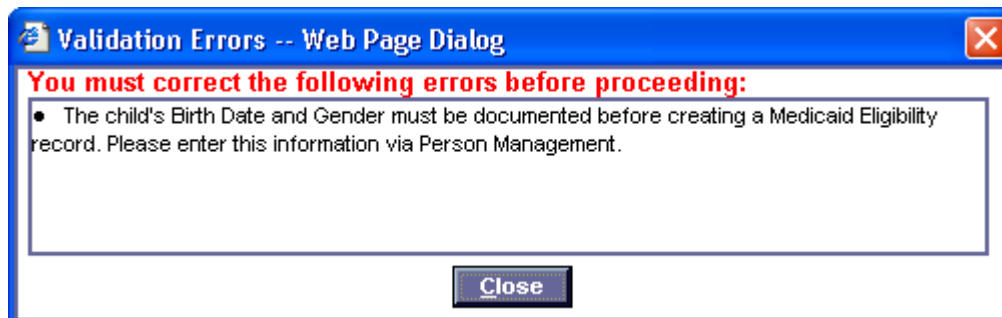 Validation Errors -- Web Page Dialog
You must correct the following errors before proceeding:
• The child's Birth Date and Gender must be documented before creating a Medicaid Eligibility
record. Please enter this information via Person Management.
Close